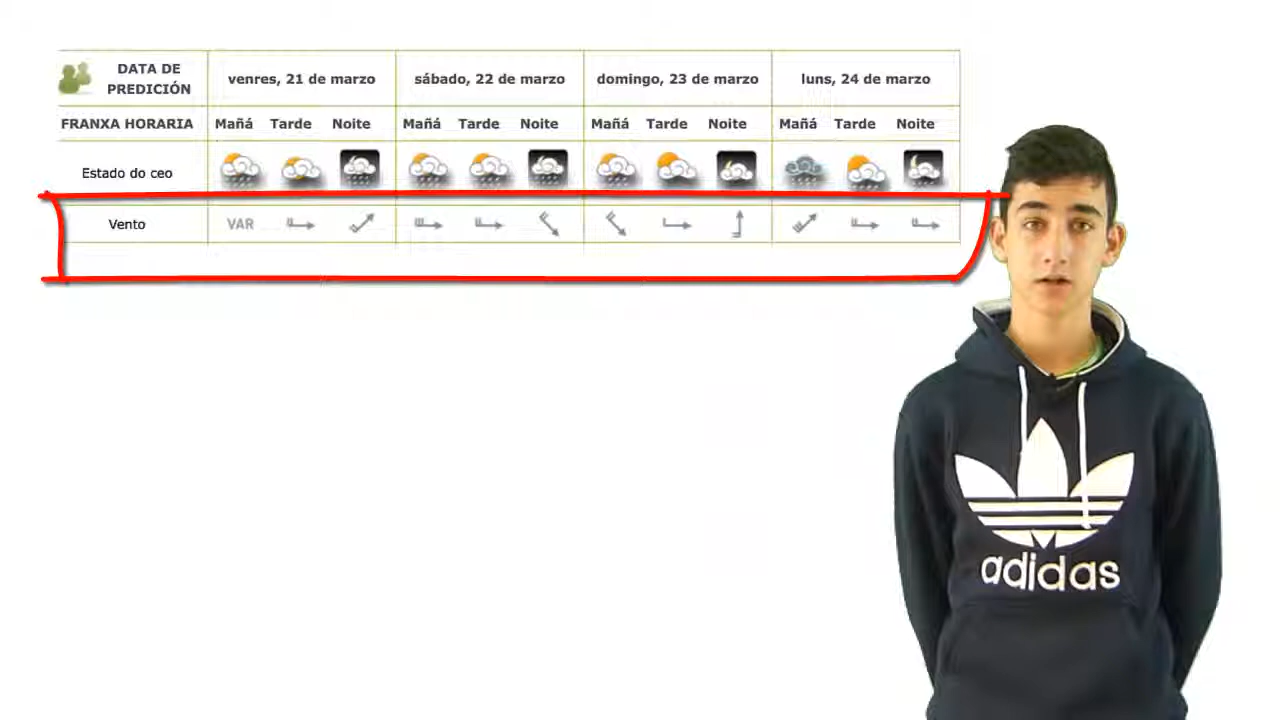 DATA DE PREDICIÓN
venres, 21 de marzo
sábado, 22 de marzo
domingo, 23 de marzo
luns, 24 de marzo
FRANXA HORARIA Mañá Tarde Noite Mañá Tarde Noite Mañá Tarde Noite Mañá Tarde Noite
Estado do ceo
Vento VAR
adidas